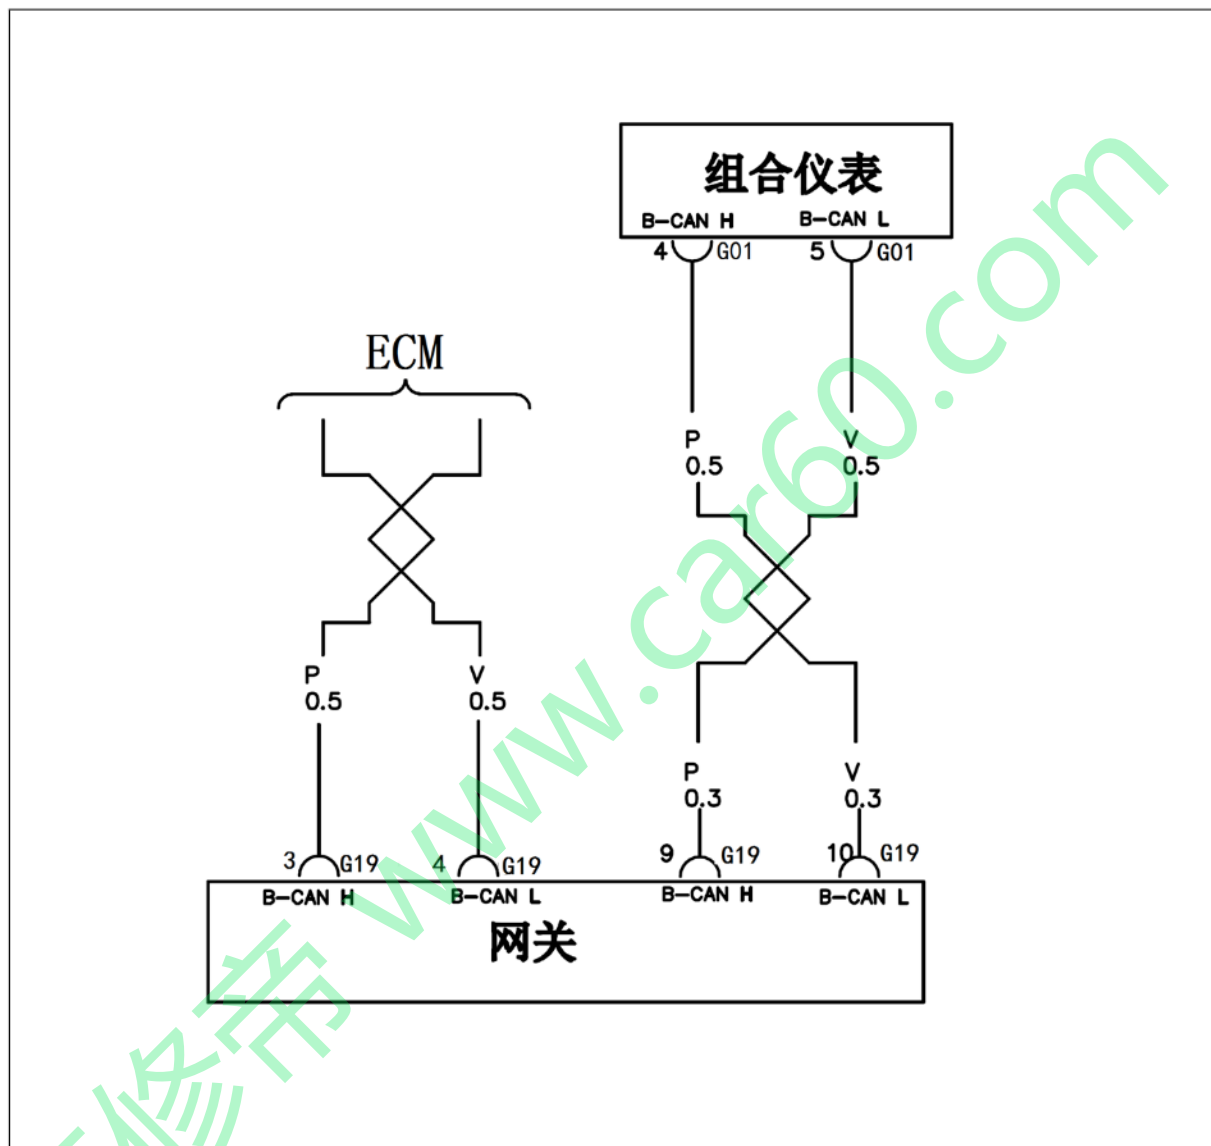 组合仪表
B-CAN H B-CAN L
4 G01 5 G01
ECM
P V
0.5 0.5
P V
0.5 0.5
P V
0.3 0.3
3 G19 4 G19 9 G19 10 G19
B-CAN H B-CAN L B-CAN H B-CAN L
网关
修帝 www.car60.com